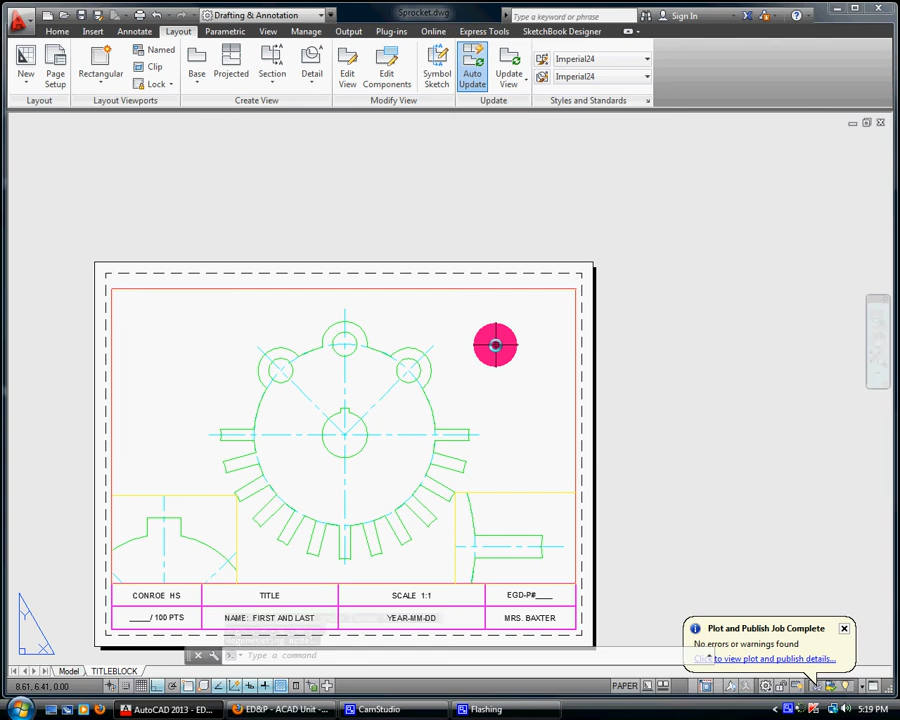 Drafting & Annotation
Sprocket.dwg
Type a keyword or phrase
Sign In
Home Insert Annotate Layout Parametric View Manage Output Plug-ins Online Express Tools SketchBook Designer
New
Page Setup
Layout
Rectangular
Named
Clip
Lock
Layout Viewports
Base
Projected
Section
Detail
Create View
Edit View
Edit Components
Symbol Sketch
Modify View
Auto Update
Update View
Update
Imperial24
Imperial24
Styles and Standards
CONROE HS TITLE SCALE 1:1 EGD-P#____
____/ 100 PTS NAME: FIRST AND LAST YEAR-MM-DD MRS. BAXTER
Y
X
Plot and Publish Job Complete
No errors or warnings found
Click to view plot and publish details...
Type a command
Model TITLEBLOCK
8.61, 6.41, 0.00
PAPER
AutoCAD 2013 - ED...
ED&P - ACAD Unit -...
CamStudio
Flashing
5:19 PM